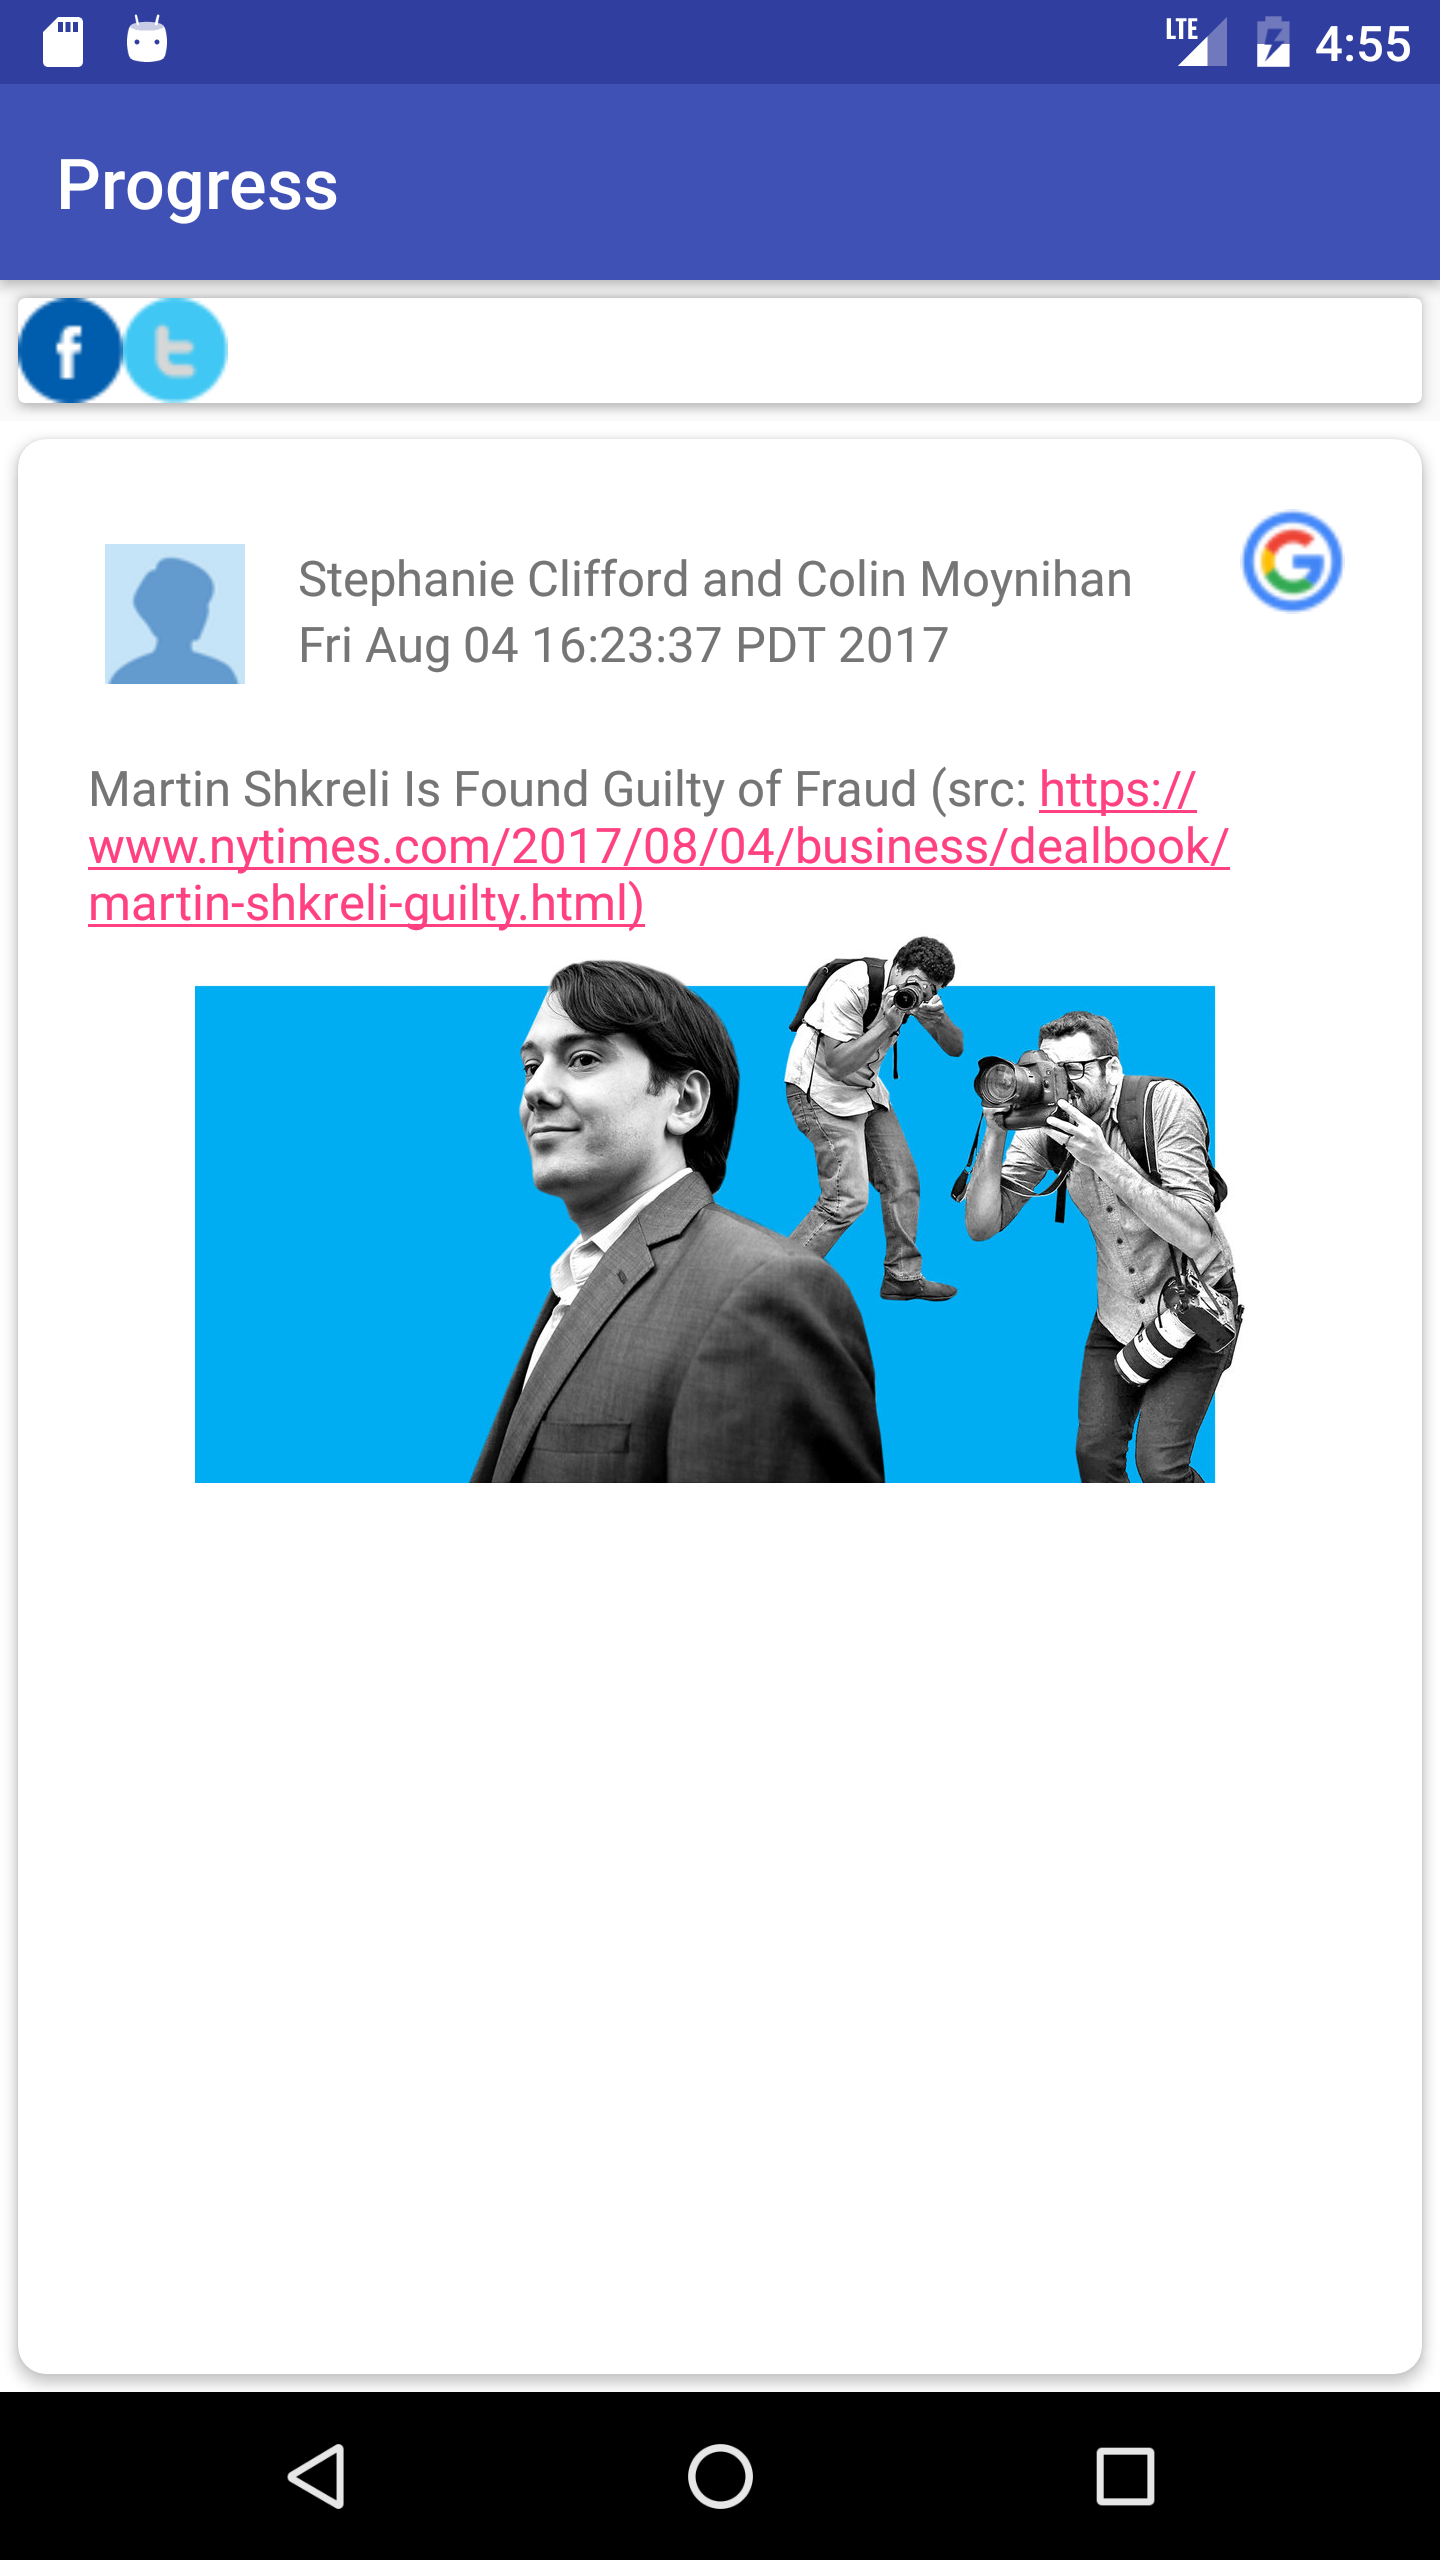 LTE 4:55
Progress
f t
G
Stephanie Clifford and Colin Moynihan
Fri Aug 04 16:23:37 PDT 2017
Martin Shkreli Is Found Guilty of Fraud (src: https://
www.nytimes.com/2017/08/04/business/dealbook/
martin-shkreli-guilty.html)